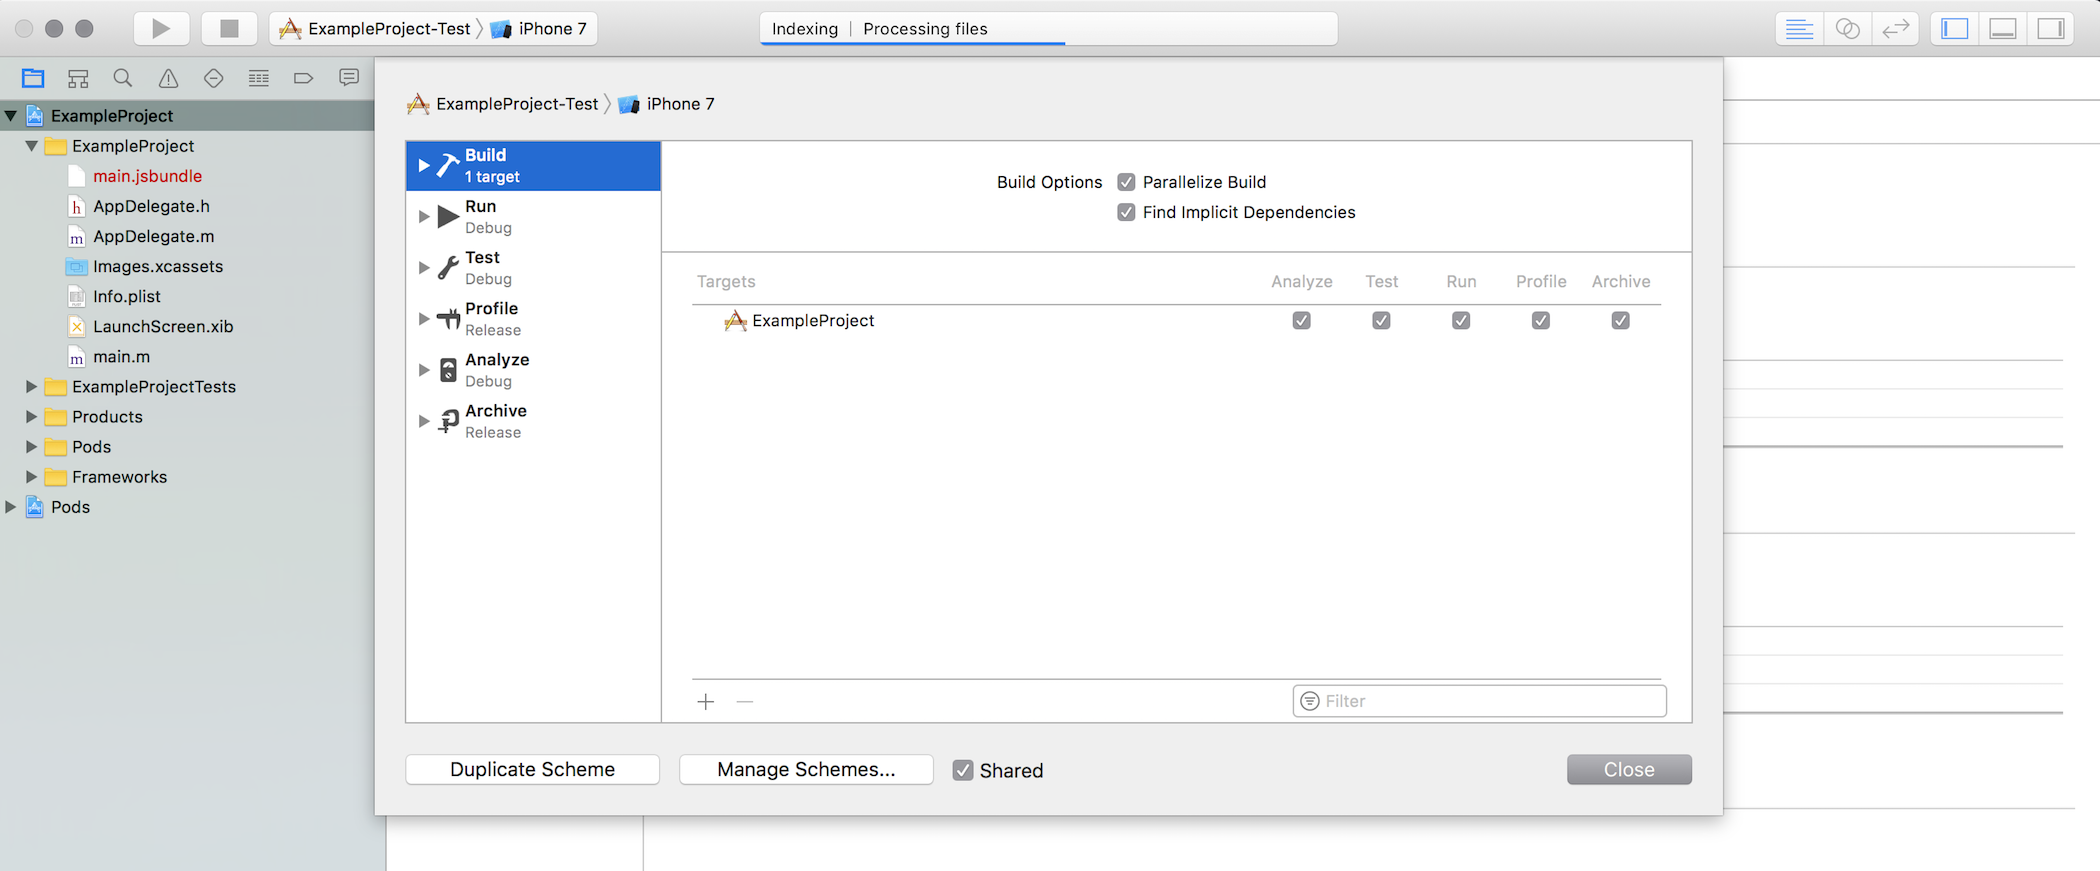 ExampleProject-Test iPhone 7 Indexing | Processing files
ExampleProject-Test iPhone 7
ExampleProject
ExampleProject
main.jsbundle
AppDelegate.h
AppDelegate.m
Images.xcassets
Info.plist
LaunchScreen.xib
main.m
ExampleProjectTests
Products
Pods
Frameworks
Pods
Build
1 target
Run
Debug
Test
Debug
Profile
Release
Analyze
Debug
Archive
Release
Build Options Parallelize Build
Find Implicit Dependencies
Targets Analyze Test Run Profile Archive
ExampleProject
Filter
Duplicate Scheme Manage Schemes... Shared Close